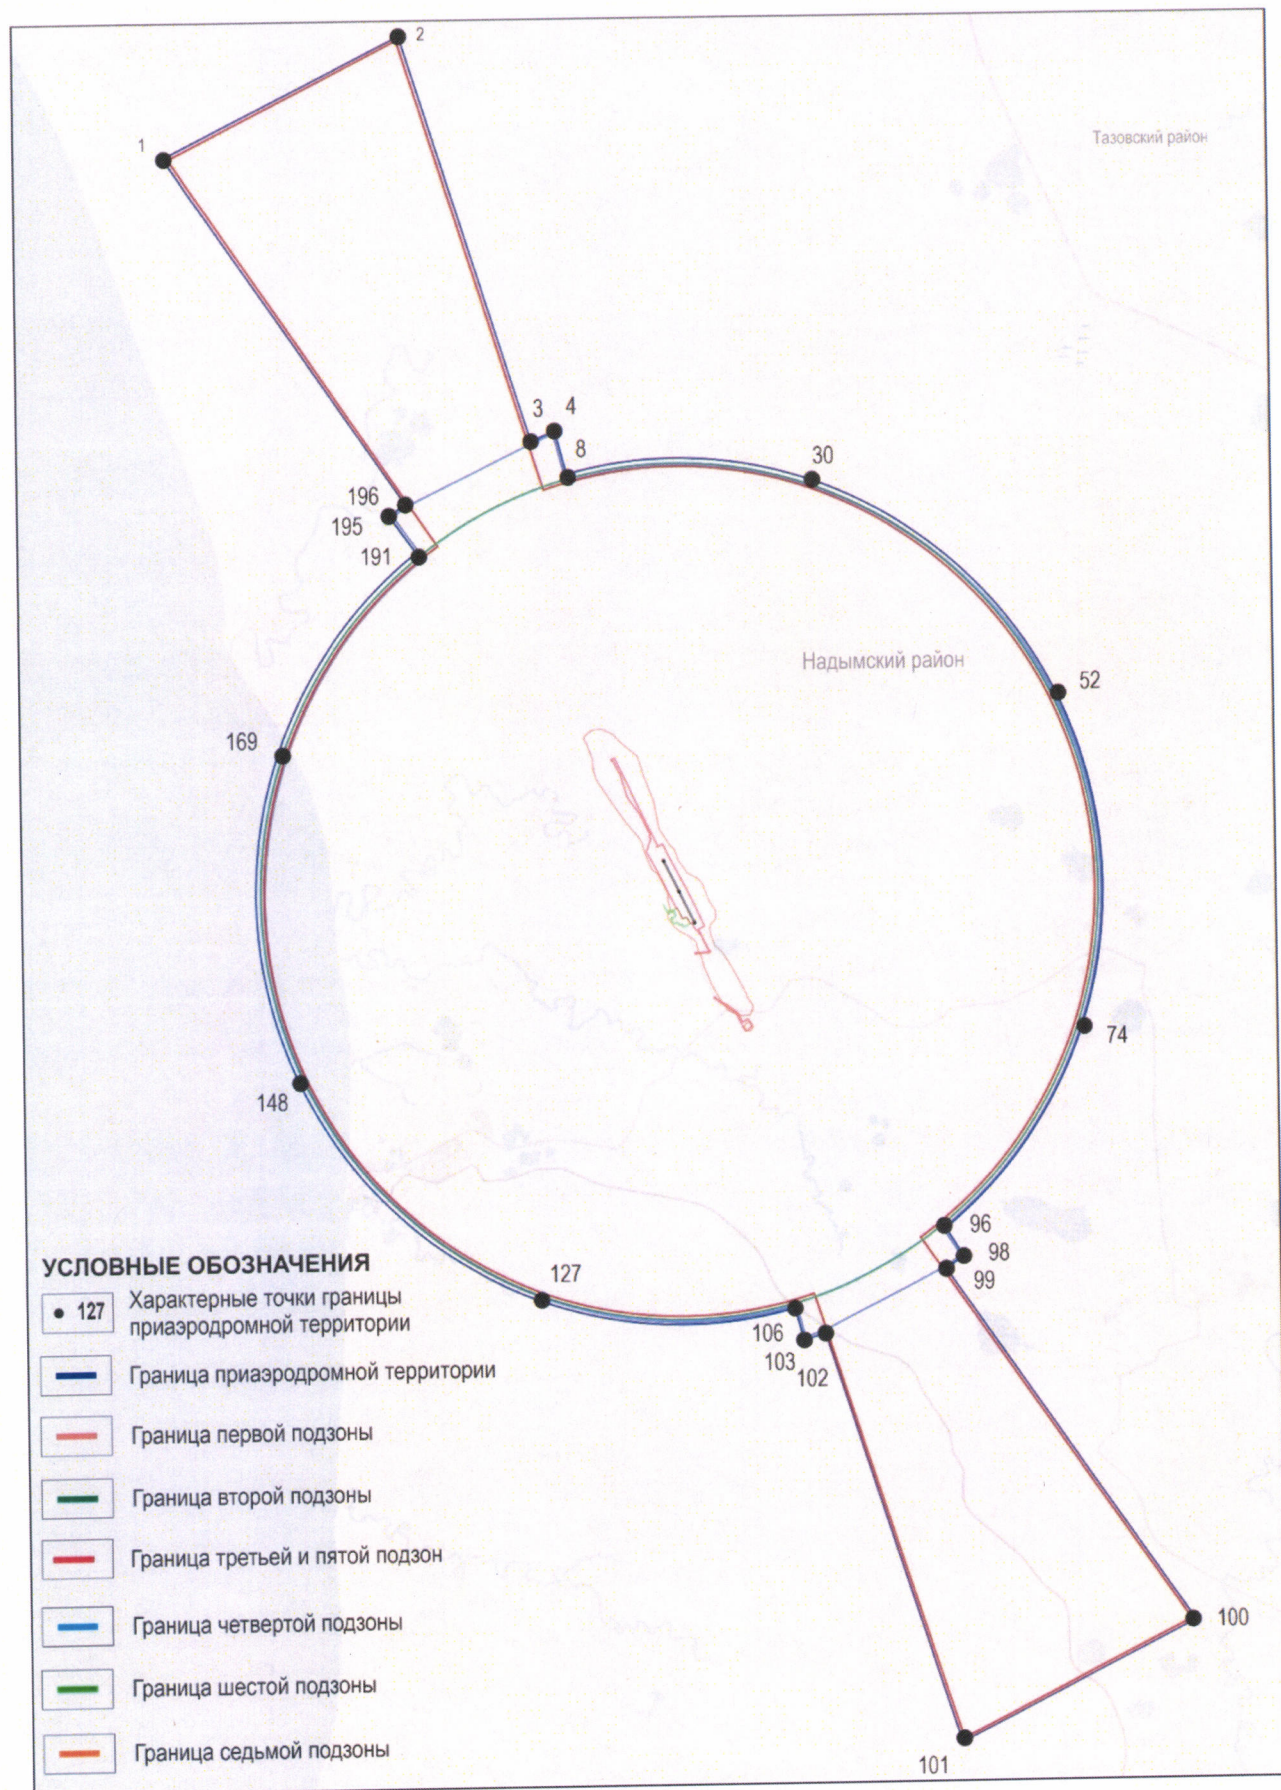 2
1
Тазовский район
3
4
8
30
196
195
191
Надымский район
52
169
74
148
96
98
99
127
106
103
102
100
101
УСЛОВНЫЕ ОБОЗНАЧЕНИЯ
127
Характерные точки границы
приаэродромной территории
Граница приаэродромной территории
Граница первой подзоны
Граница второй подзоны
Граница третьей и пятой подзон
Граница четвертой подзоны
Граница шестой подзоны
Граница седьмой подзоны